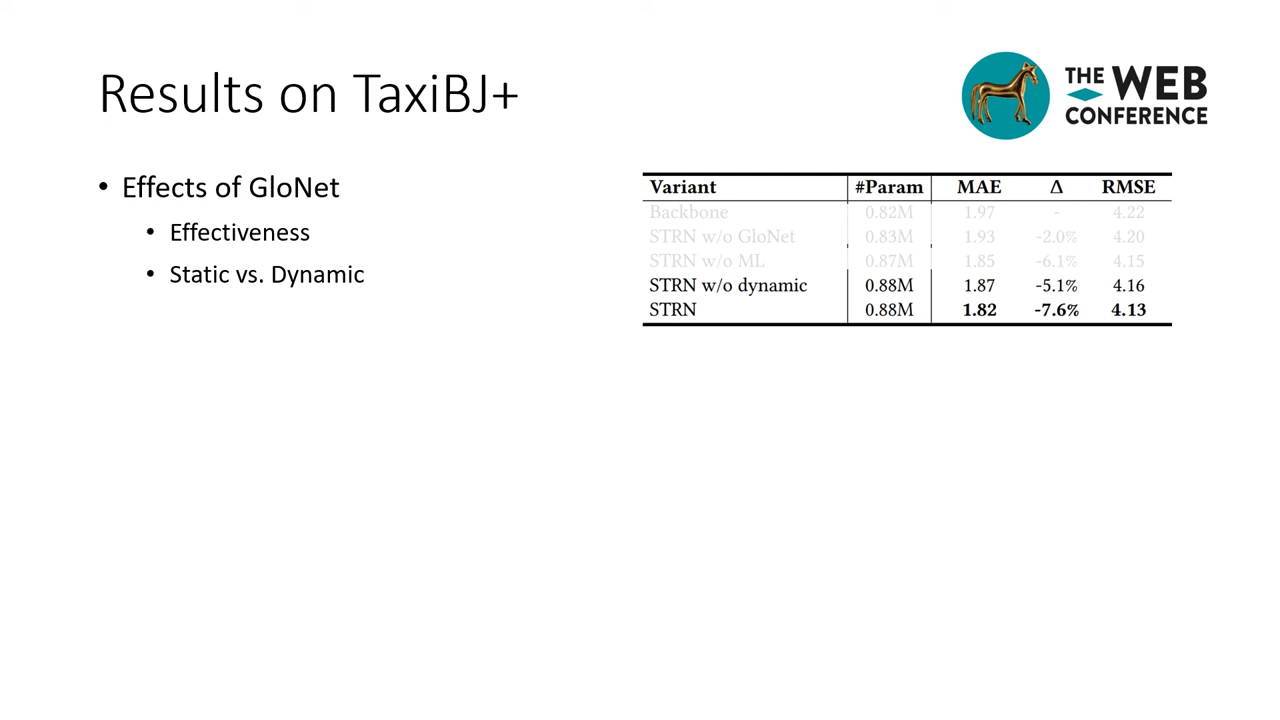 Results on TaxiBJ+
THE WEB
CONFERENCE
• Effects of GloNet
• Effectiveness
• Static vs. Dynamic
Variant #Param MAE Δ RMSE
Backbone 0.82M 1.97 - 4.22
STRN w/o GloNet 0.83M 1.93 -2.0% 4.20
STRN w/o ML 0.87M 1.85 -6.1% 4.15
STRN w/o dynamic 0.88M 1.87 -5.1% 4.16
STRN 0.88M 1.82 -7.6% 4.13